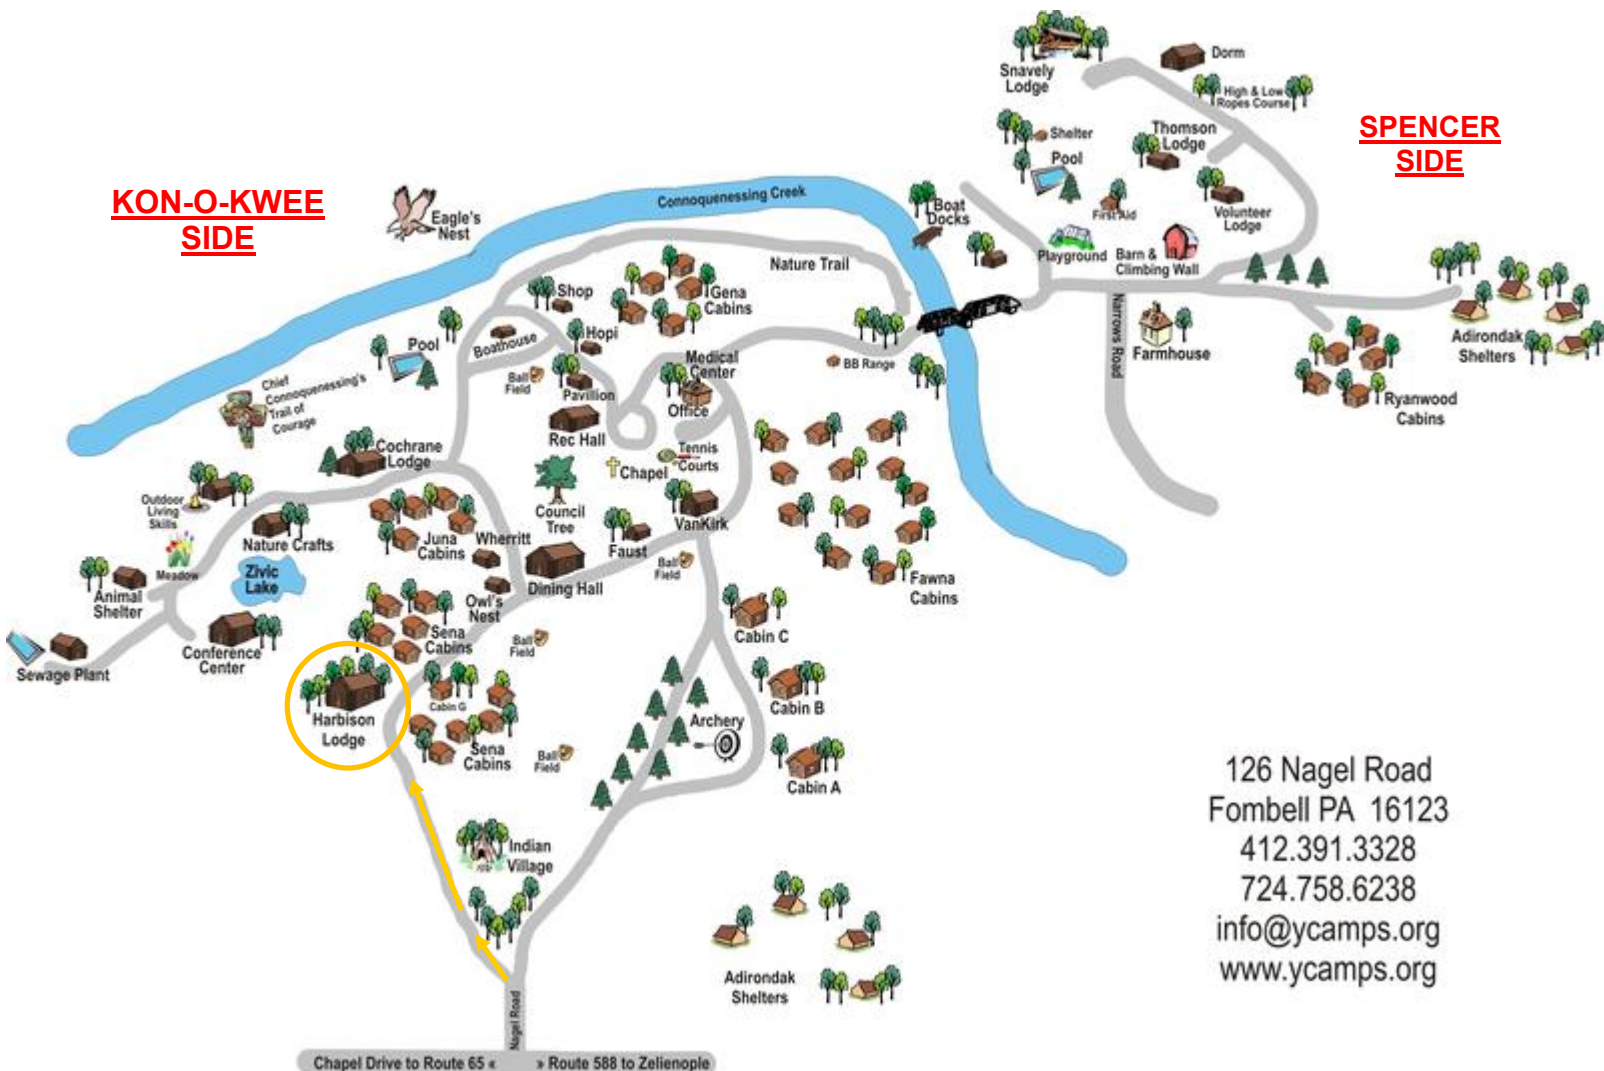 Snavely
Lodge
Dorm
High & Low
Ropes Course
SPENCER
SIDE
Shelter
Thomson
Lodge
Pool
First Aid
Volunteer
Lodge
Boat
Docks
Playground
Barn &
Climbing Wall
Narrows Road
Farmhouse
Adirondak
Shelters
Ryanwood
Cabins
KON-O-KWEE
SIDE
Eagle's
Nest
Connoquenessing Creek
Nature Trail
Shop
Gena
Cabins
Boathouse
Hopi
Pool
Ball
Field
Pavillion
Medical
Center
Office
BB Range
Chief
Connoquenessing's
Trail of
Courage
Rec Hall
Cochrane
Lodge
Chapel
Tennis
Courts
Outdoor
Living
Skills
Council
Tree
VanKirk
Nature Crafts
Juna
Cabins
Wherritt
Faust
Ball
Field
Meadow
Zivic
Lake
Dining Hall
Fawna
Cabins
Animal
Shelter
Owl's
Nest
Cabin C
Sena
Cabins
Ball
Field
Conference
Center
Sewage Plant
Harbison
Lodge
Cabin G
Cabin B
Archery
Sena
Cabins
Ball
Field
Cabin A
Indian
Village
Adirondak
Shelters
Nagel Road
Chapel Drive to Route 65 «
» Route 588 to Zelienople
126 Nagel Road
Fombell PA 16123
412.391.3328
724.758.6238
info@ycamps.org
www.ycamps.org